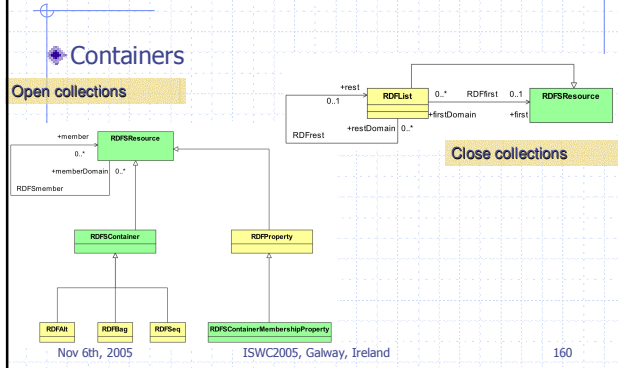 Containers
Open collections
+rest
0..1
RDFList
0..*
RDFfirst
0..1
RDFSResource
+firstDomain
+first
+restDomain
0..*
RDFrest
Close collections
+member
0..*
RDFSResource
+memberDomain
0..*
RDFSmember
RDFSContainer
RDFProperty
RDFAlt
RDFBag
RDFSeq
RDFSContainerMembershipProperty
Nov 6th, 2005
ISWC2005, Galway, Ireland
160